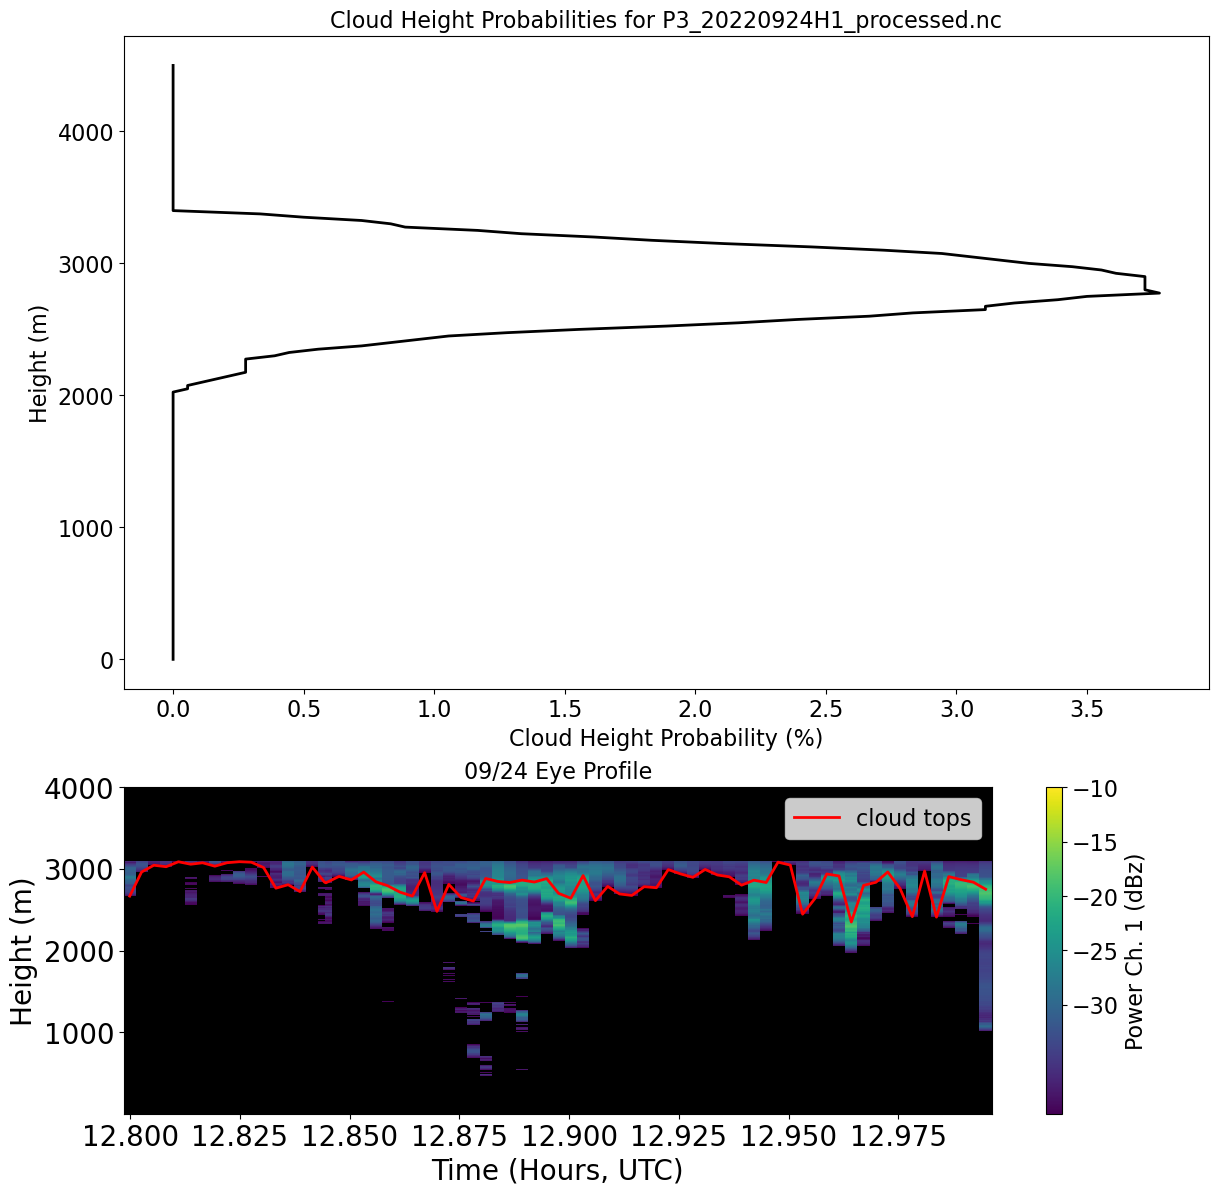 Cloud Height Probabilities for P3_20220924H1_processed.nc
4000
3000
2000
1000
0
Height (m)
0.0 0.5 1.0 1.5 2.0 2.5 3.0 3.5
Cloud Height Probability (%)
09/24 Eye Profile
4000
3000
2000
1000
Height (m)
cloud tops
12.800 12.825 12.850 12.875 12.900 12.925 12.950 12.975
Time (Hours, UTC)
−10
−15
−20
−25
−30
Power Ch. 1 (dBz)